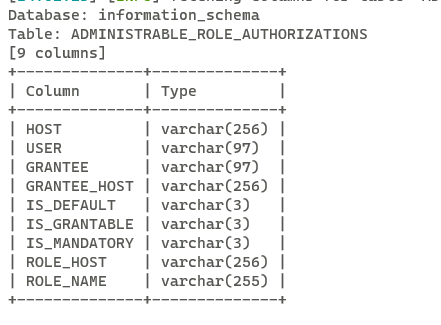 Database: information_schema
Table: ADMINISTRABLE_ROLE_AUTHORIZATIONS
[9 columns]
+--------------+--------------+
| Column       | Type         |
+--------------+--------------+
| HOST         | varchar(256) |
| USER         | varchar(97)  |
| GRANTEE      | varchar(97)  |
| GRANTEE_HOST | varchar(256) |
| IS_DEFAULT   | varchar(3)   |
| IS_GRANTABLE | varchar(3)   |
| IS_MANDATORY | varchar(3)   |
| ROLE_HOST    | varchar(256) |
| ROLE_NAME    | varchar(255) |
+--------------+--------------+